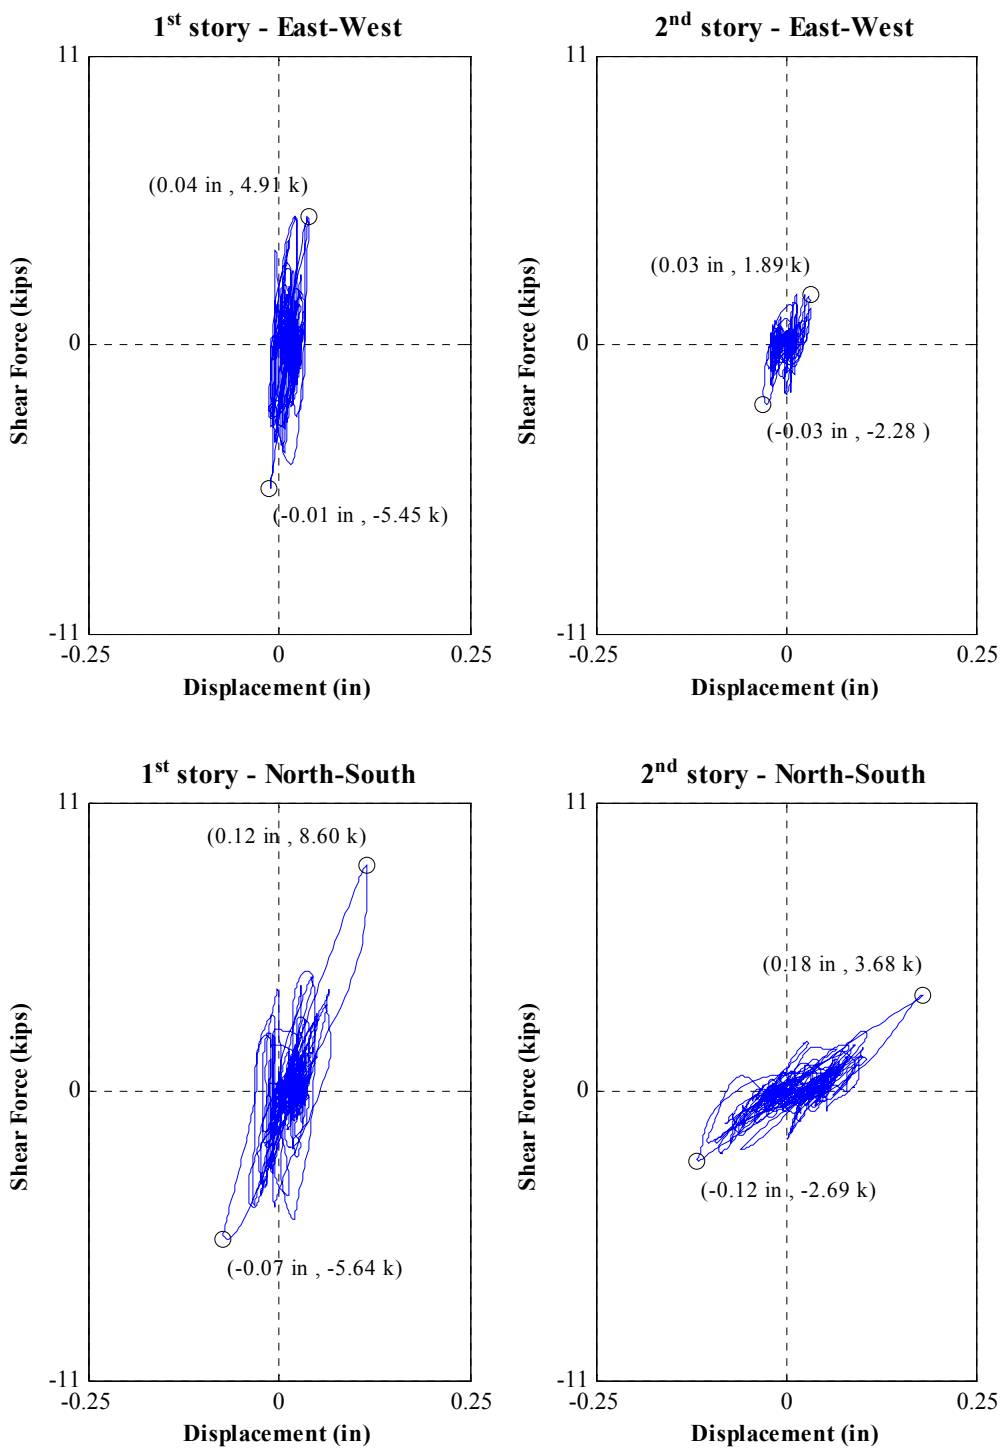 1st story - East-West
2nd story - East-West
11
11
(0.04 in , 4.91 k)
(0.03 in , 1.89 k)
Shear Force (kips)
Shear Force (kips)
0
0
(-0.03 in , -2.28 )
(-0.01 in , -5.45 k)
-11
-11
-0.25
0
0.25
-0.25
0
0.25
Displacement (in)
Displacement (in)
1st story - North-South
2nd story - North-South
11
11
(0.12 in , 8.60 k)
(0.18 in , 3.68 k)
Shear Force (kips)
Shear Force (kips)
0
0
(-0.12 in , -2.69 k)
(-0.07 in , -5.64 k)
-11
-11
-0.25
0
0.25
-0.25
0
0.25
Displacement (in)
Displacement (in)